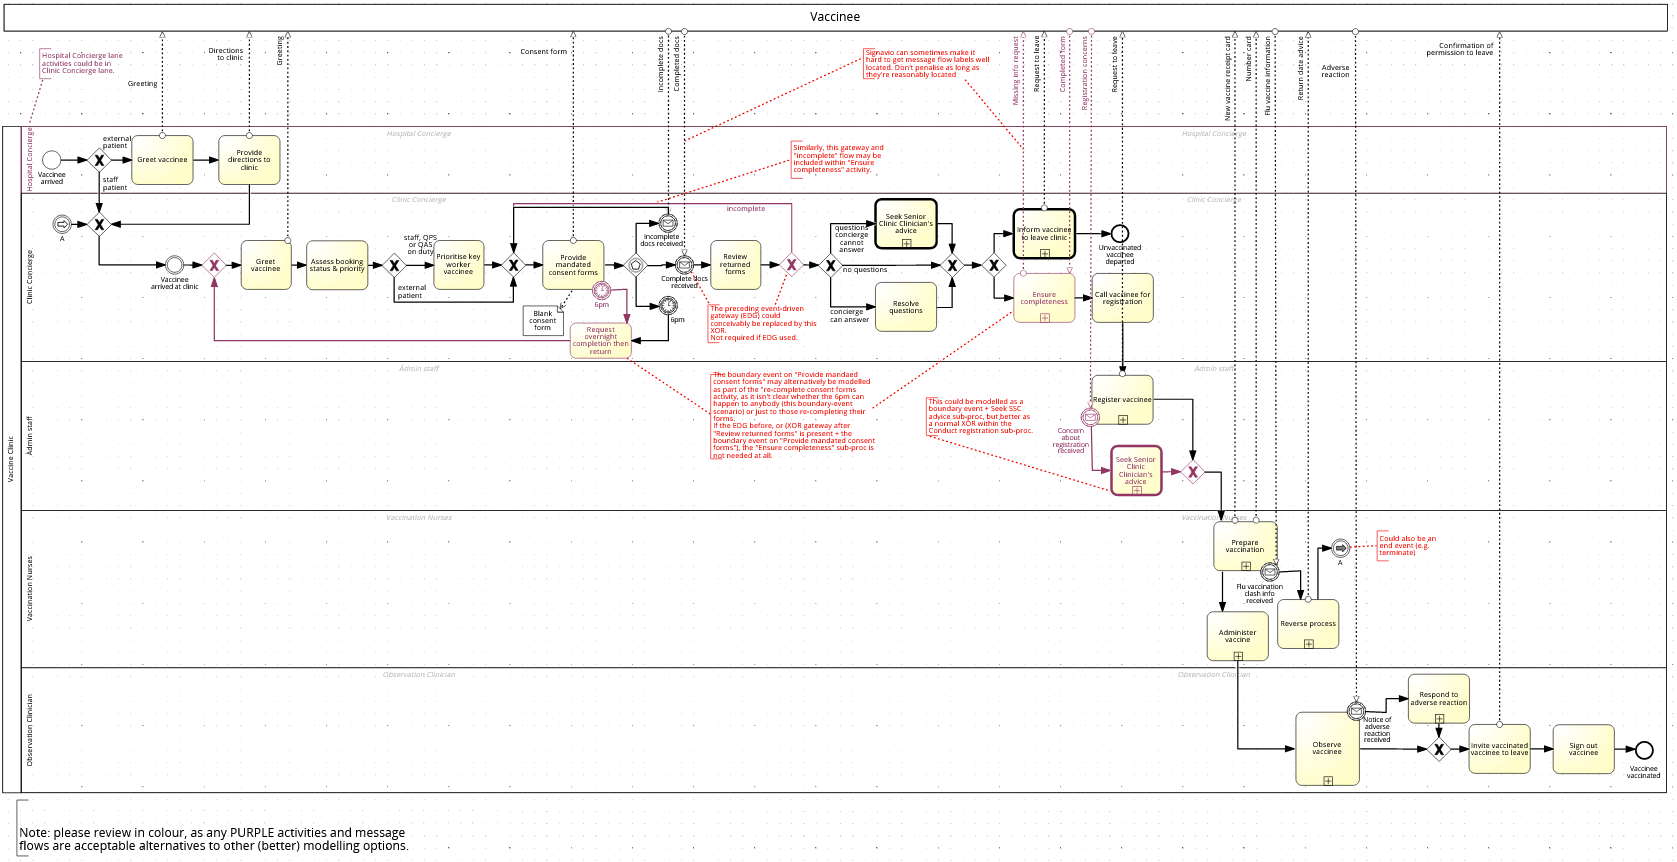 Vaccinee
Hospital Concierge lane
activities could be in
Clinic Concierge lane.
Greeting
Directions
to clinic
Greeting
Consent form
Incomplete docs
Completed docs
Signavio can sometimes make it
hard to get message flow labels well
located. Don't penalise as long as
they're reasonably located
Missing info request
Request to leave
Completed form
Registration concerns
Request to leave
New vaccine receipt card
Number card
Flu vaccine information
Return date advice
Adverse
reaction
Confirmation of
permission to leave
Hospital Concierge
Hospital Concierge
Hospital Concierge
Vaccinee
arrived
external
patient
staff
patient
Greet vaccinee
Provide
directions to
clinic
Similarly, this gateway and
"incomplete" flow may be
included within "Ensure
completeness" activity.
Vaccine Clinic
Clinic Concierge
Clinic Concierge
Clinic Concierge
A
Vaccinee
arrived at clinic
Greet
vaccinee
Assess booking
status & priority
staff, QPS
or QAS
on duty
external
patient
Prioritise key
worker
vaccinee
Provide
mandated
consent forms
6pm
Blank
consent
form
Request
overnight
completion then
return
Incomplete
docs received
Complete docs
received
6pm
Review
returned
forms
incomplete
The preceding event-driven
gateway (EDG) could
conceivably be replaced by this
XOR.
Not required if EDG used.
questions
concierge
cannot
answer
no questions
concierge
can answer
Seek Senior
Clinic Clinician's
advice
Resolve
questions
Inform vaccinee
to leave clinic
Unvaccinated
vaccinee
departed
Ensure
completeness
Call vaccinee for
registration
Admin staff
Admin staff
Admin staff
The boundary event on "Provide mandaed
consent forms" may alternatively be modelled
as part of the "re-complete consent forms
activity, as it isn't clear whether the 6pm can
happen to anybody (this boundary-event
scenario) or just to those re-completing their
forms.
If the EDG before, or (XOR gateway after
"Review returned forms" is present + the
boundary event on "Provide mandated consent
forms"), the "Ensure completeness" sub-proc is
not needed at all.
This could be modelled as a
boundary event + Seek SSC
advice sub-proc, but better as
a normal XOR within the
Conduct registration sub-proc.
Register vaccinee
Concern
about
registration
received
Seek Senior
Clinic
Clinician's
advice
Vaccination Nurses
Vaccination Nurses
Vaccination Nurses
Prepare
vaccination
Flu vaccination
clash info
received
Administer
vaccine
Reverse process
A
Could also be an
end event (e.g.
terminate)
Observation Clinician
Observation Clinician
Observation Clinician
Observe
vaccinee
Notice of
adverse
reaction
received
Respond to
adverse reaction
Invite vaccinated
vaccinee to leave
Sign out
vaccinee
Vaccinee
vaccinated
Note: please review in colour, as any PURPLE activities and message
flows are acceptable alternatives to other (better) modelling options.